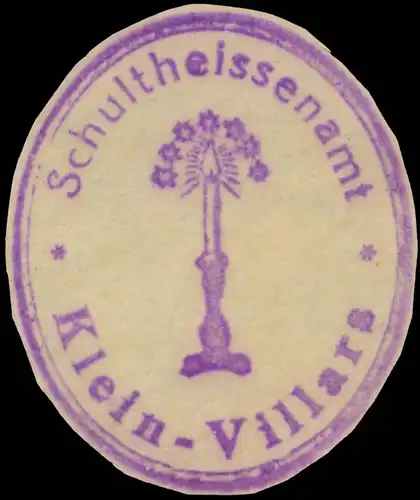 Schultheissenamt
* Klein-Villars *